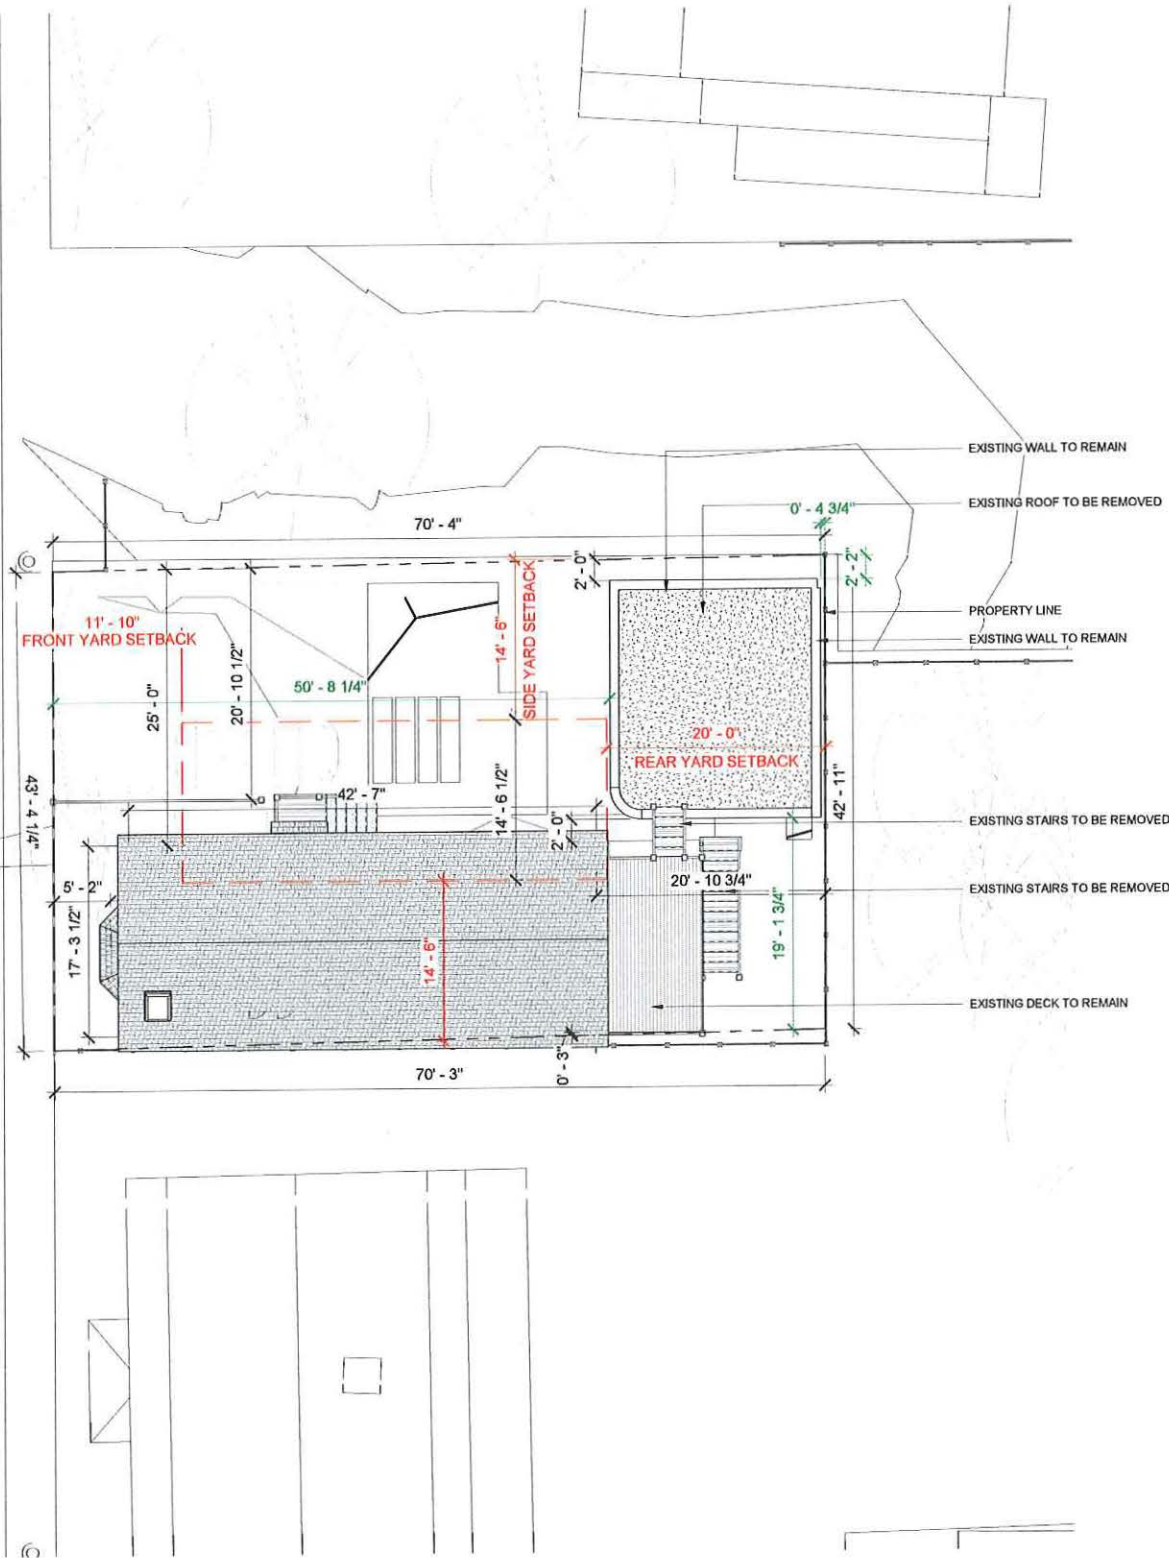 EXISTING WALL TO REMAIN
EXISTING ROOF TO BE REMOVED
0' - 4 3/4"
70' - 4"
2' - 0"
2' - 2"
PROPERTY LINE
11' - 10"
FRONT YARD SETBACK
14' - 6"
SIDE YARD SETBACK
EXISTING WALL TO REMAIN
20' - 10 1/2"
25' - 0"
50' - 8 1/4"
20' - 0"
REAR YARD SETBACK
43' - 4 1/4"
42' - 7"
14' - 6 1/2"
2' - 0"
42' - 11"
EXISTING STAIRS TO BE REMOVED
5' - 2"
20' - 10 3/4"
EXISTING STAIRS TO BE REMOVED
17' - 3 1/2"
14' - 6"
19' - 1 3/4"
EXISTING DECK TO REMAIN
70' - 3"
0' - 3"